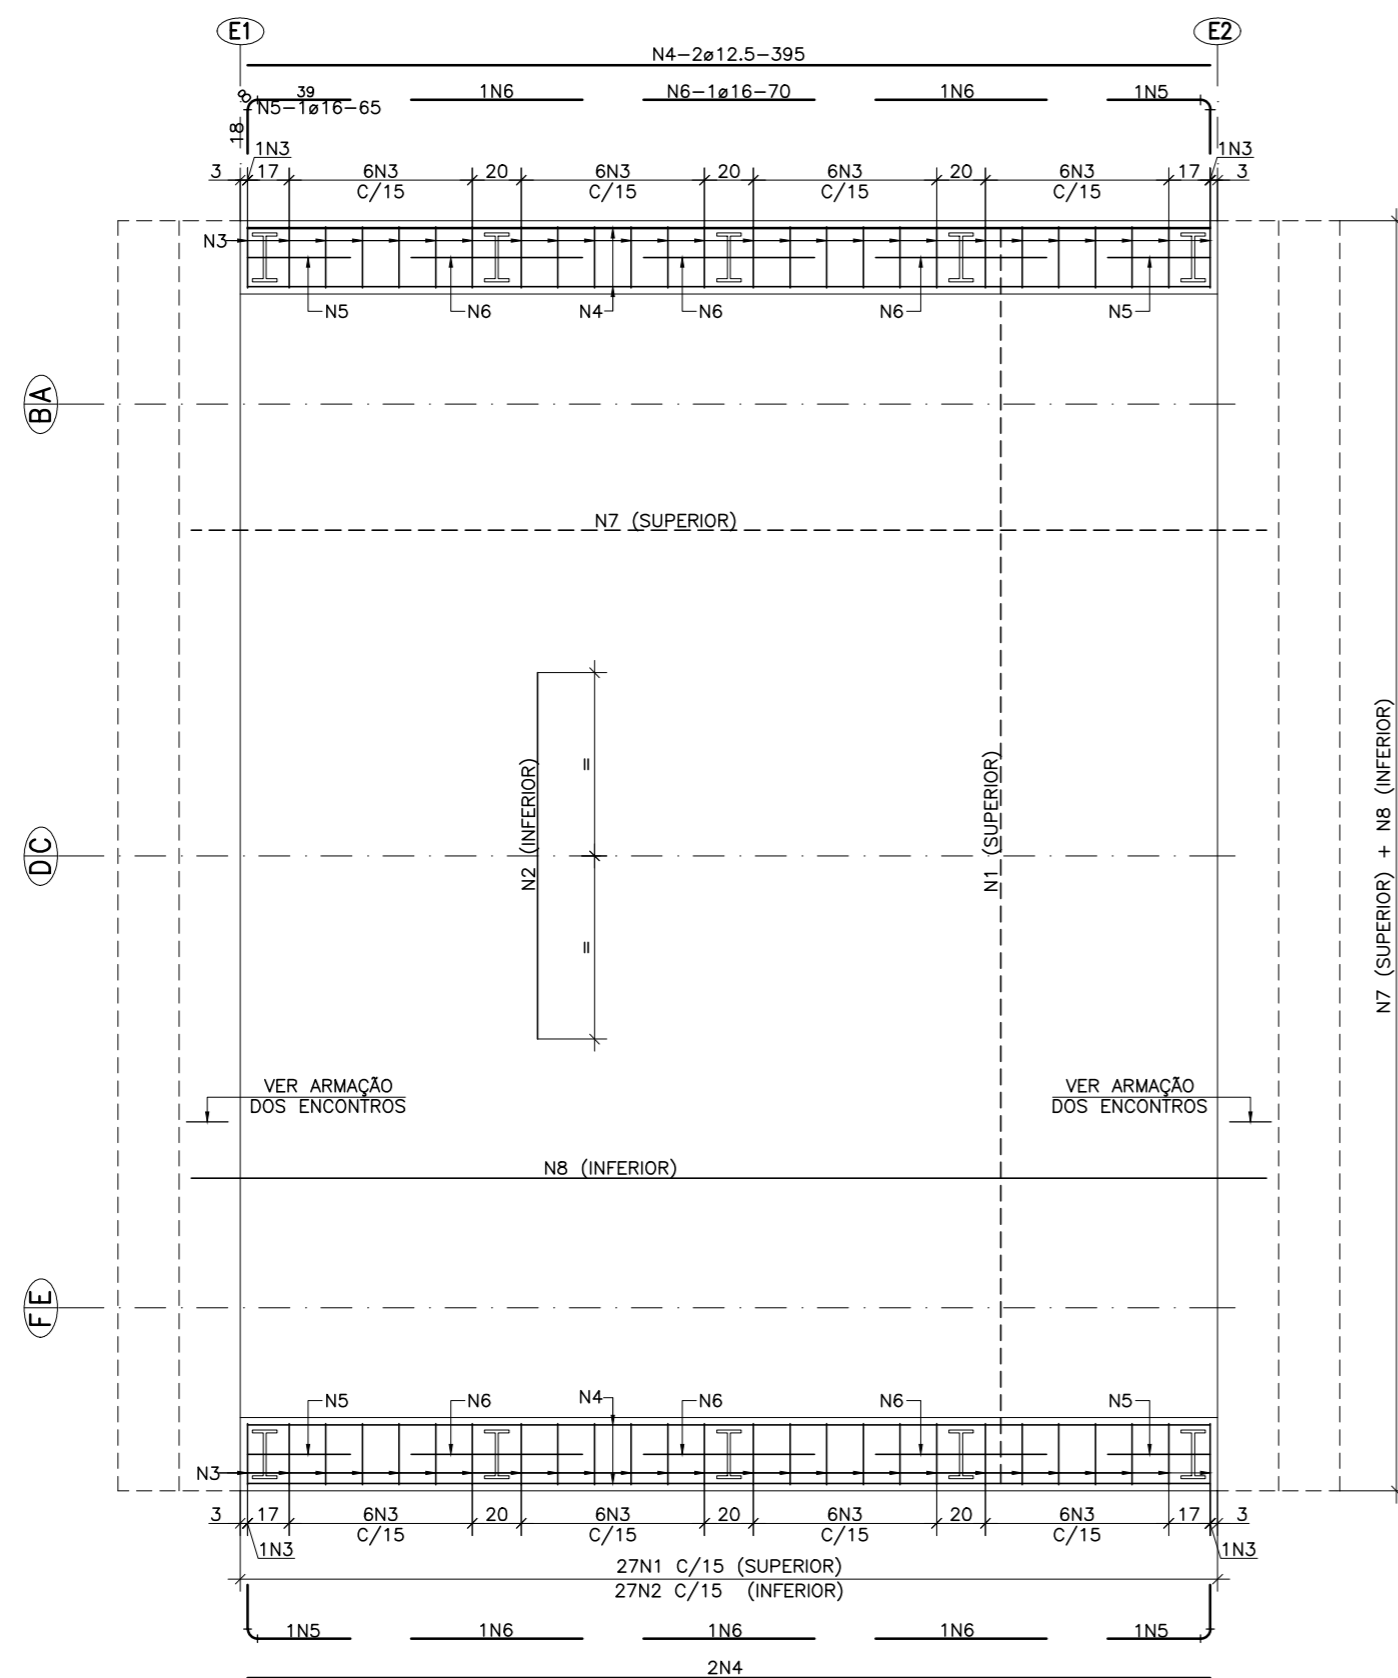 E1 E2
N4-2ø12.5-395
39 1N6 N6-1ø16-70 1N6 1N5
8 N5-1ø16-65
18
1N3 1N3
3 17 6N3 20 6N3 20 6N3 20 6N3 17 3
C/15 C/15 C/15 C/15
N3
N5 N6 N4 N6 N6 N5
BA
N7 (SUPERIOR)
=
N2 (INFERIOR)
N1 (SUPERIOR)
N7 (SUPERIOR) + N8 (INFERIOR)
DC
=
VER ARMAÇÃO VER ARMAÇÃO
DOS ENCONTROS DOS ENCONTROS
N8 (INFERIOR)
FE
N5 N6 N4 N6 N6 N5
N3
3 17 6N3 20 6N3 20 6N3 20 6N3 17 3
C/15 C/15 C/15 C/15
1N3 1N3
27N1 C/15 (SUPERIOR)
27N2 C/15 (INFERIOR)
1N5 1N6 1N6 1N6 1N5
2N4